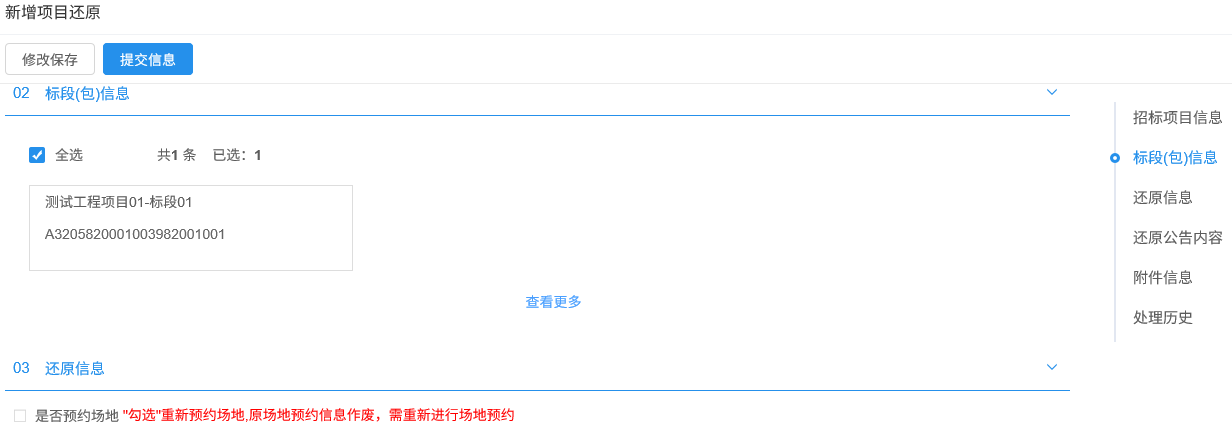 新增项目还原
修改保存 提交信息
02 标段(包)信息
全选 共1 条 已选：1
测试工程项目01-标段01
A3205820001003982001001
查看更多
03 还原信息
是否预约场地 "勾选"重新预约场地,原场地预约信息作废，需重新进行场地预约
招标项目信息
标段(包)信息
还原信息
还原公告内容
附件信息
处理历史